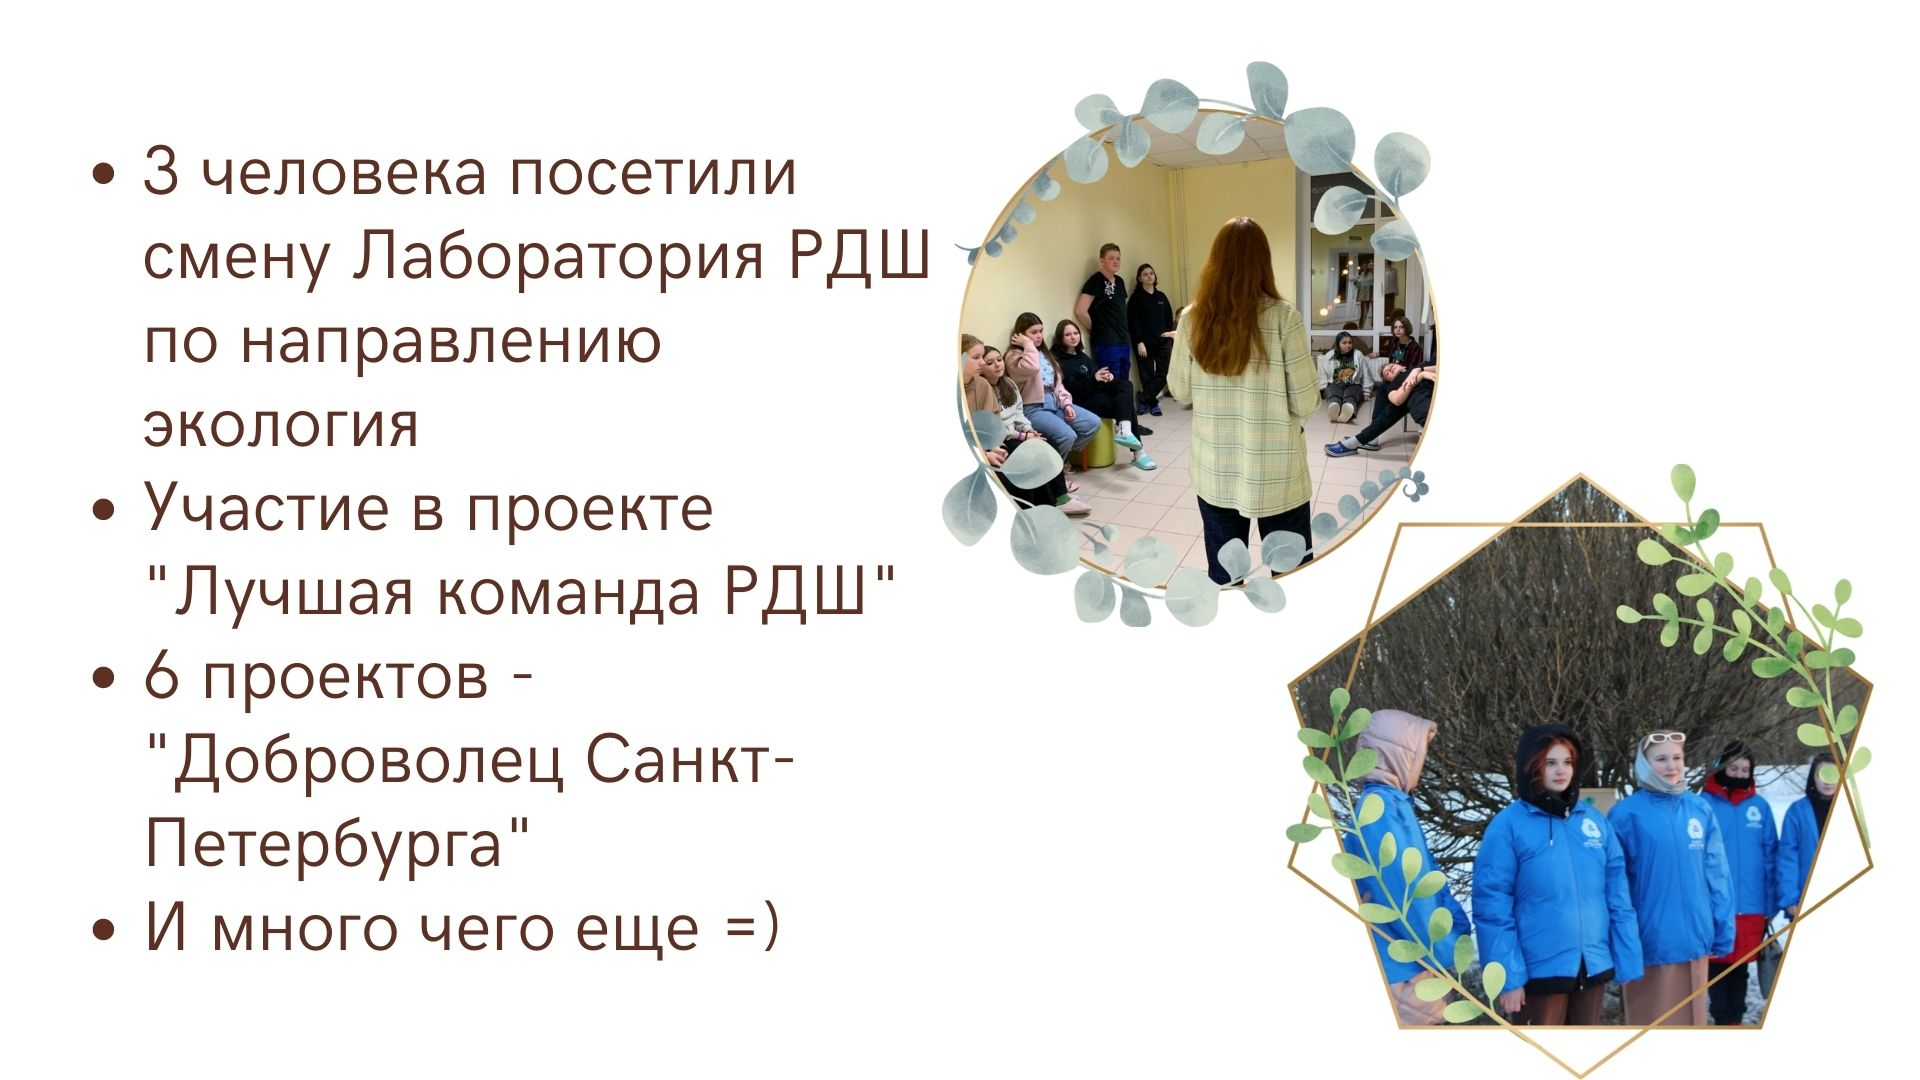 • 3 человека посетили
смену Лаборатория РДШ
по направлению
экология
• Участие в проекте
"Лучшая команда РДШ"
• 6 проектов -
"Доброволец Санкт-
Петербурга"
• И много чего еще =)